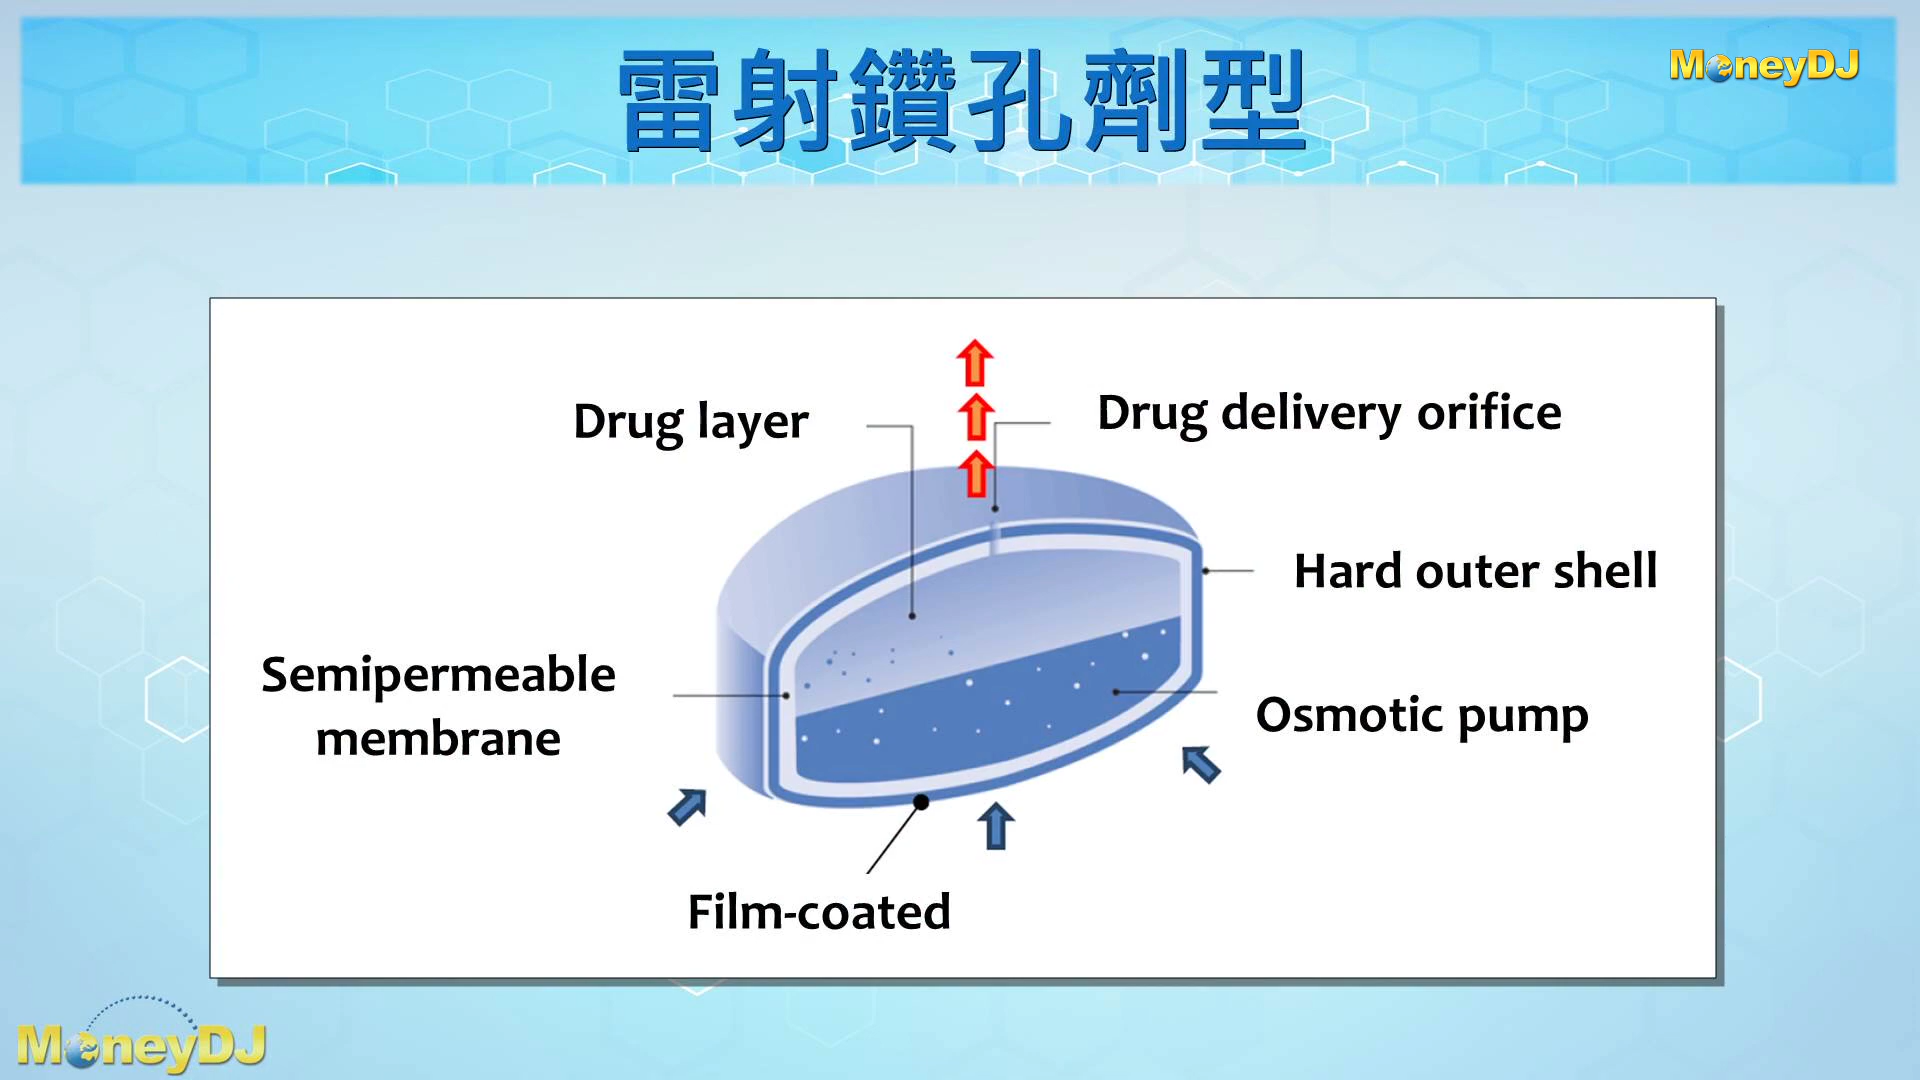 雷射鑽孔劑型
MoneyDJ
Drug layer
Drug delivery orifice
Hard outer shell
Semipermeable
membrane
Osmotic pump
Film-coated
MoneyDJ